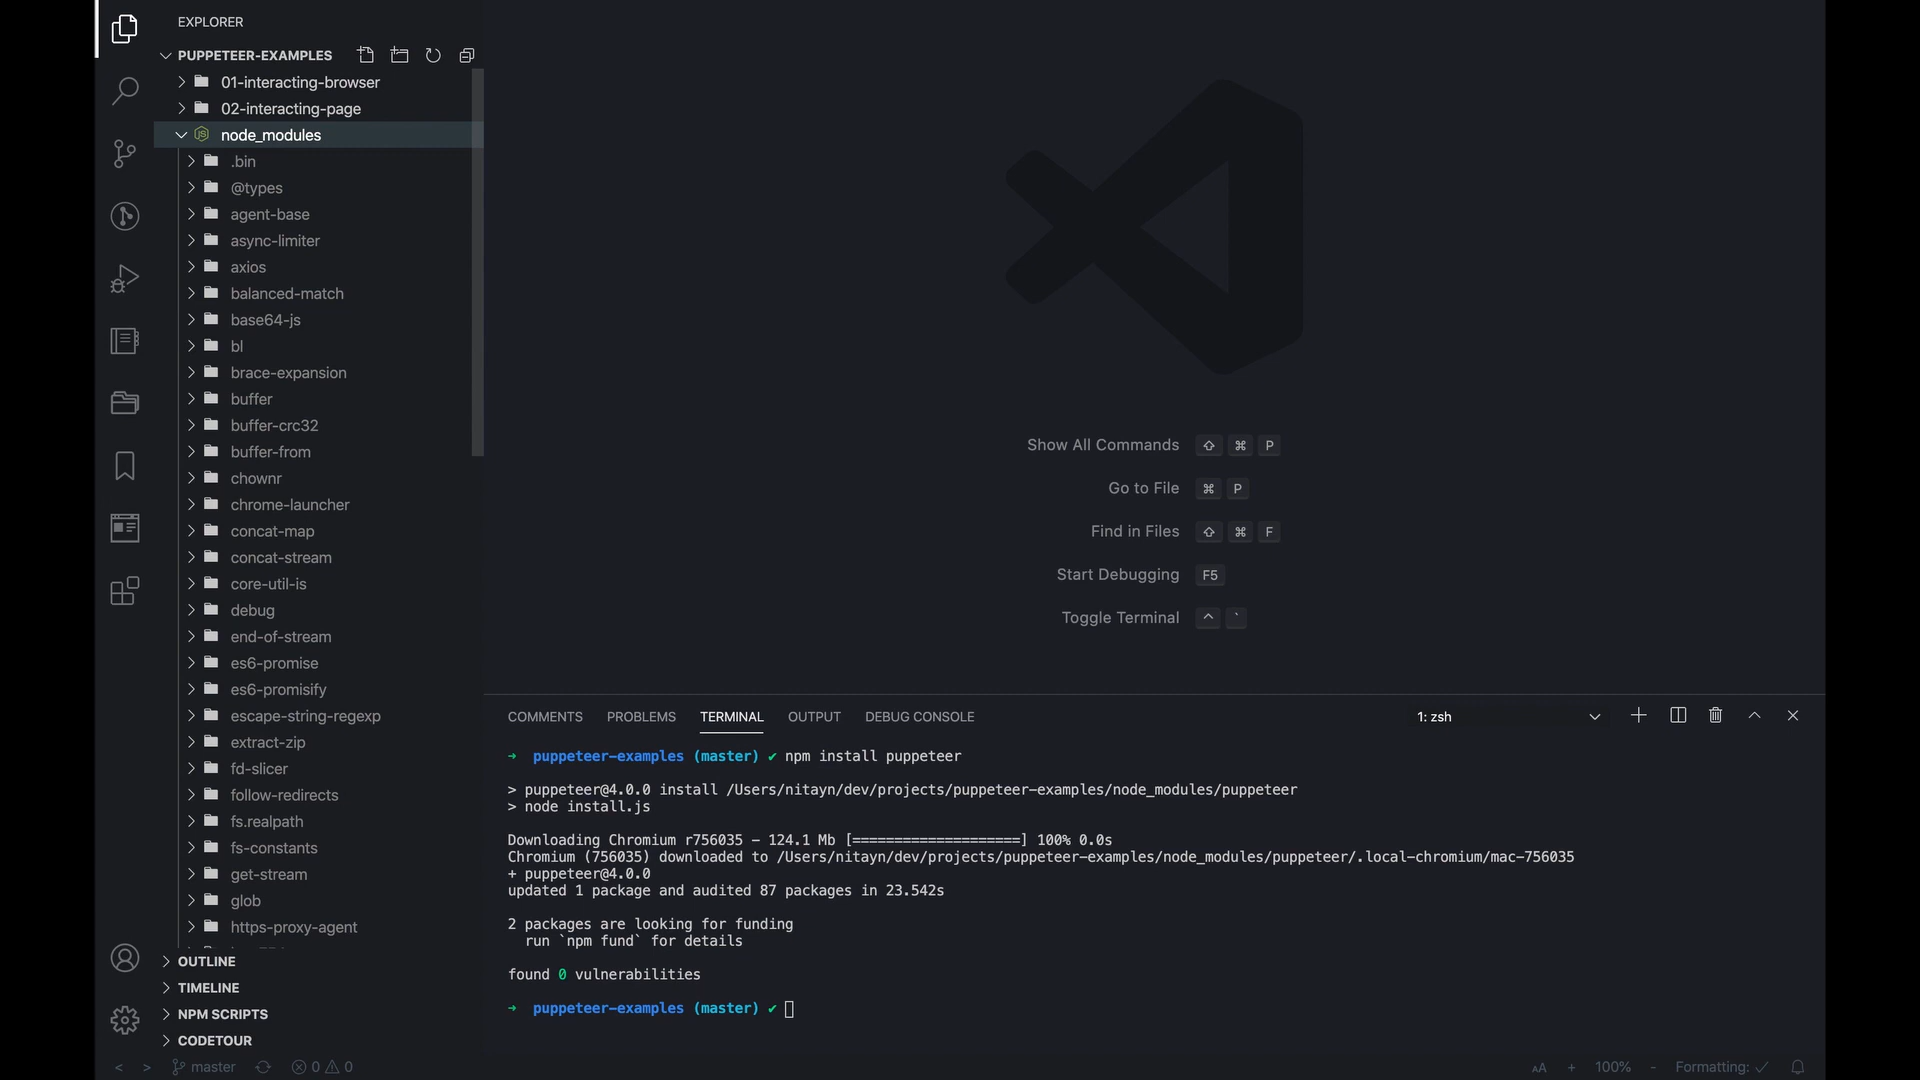 EXPLORER
PUPPETEER-EXAMPLES
01-interacting-browser
02-interacting-page
node_modules
.bin
@types
agent-base
async-limiter
axios
balanced-match
base64-js
bl
brace-expansion
buffer
buffer-crc32
buffer-from
chownr
chrome-launcher
concat-map
concat-stream
core-util-is
debug
end-of-stream
es6-promise
es6-promisify
escape-string-regexp
extract-zip
fd-slicer
follow-redirects
fs.realpath
fs-constants
get-stream
glob
https-proxy-agent
OUTLINE
TIMELINE
NPM SCRIPTS
CODETOUR
Show All Commands ⇧ ⌘ P
Go to File ⌘ P
Find in Files ⇧ ⌘ F
Start Debugging F5
Toggle Terminal ^ `
COMMENTS PROBLEMS TERMINAL OUTPUT DEBUG CONSOLE 1: zsh
➜ puppeteer-examples (master) ✔ npm install puppeteer
> puppeteer@4.0.0 install /Users/nitayn/dev/projects/puppeteer-examples/node_modules/puppeteer
> node install.js
Downloading Chromium r756035 - 124.1 Mb [====================] 100% 0.0s
Chromium (756035) downloaded to /Users/nitayn/dev/projects/puppeteer-examples/node_modules/puppeteer/.local-chromium/mac-756035
+ puppeteer@4.0.0
updated 1 package and audited 87 packages in 23.542s
2 packages are looking for funding
run `npm fund` for details
found 0 vulnerabilities
➜ puppeteer-examples (master) ✔
< > master 0 0 AA + 100% - Formatting: ✓